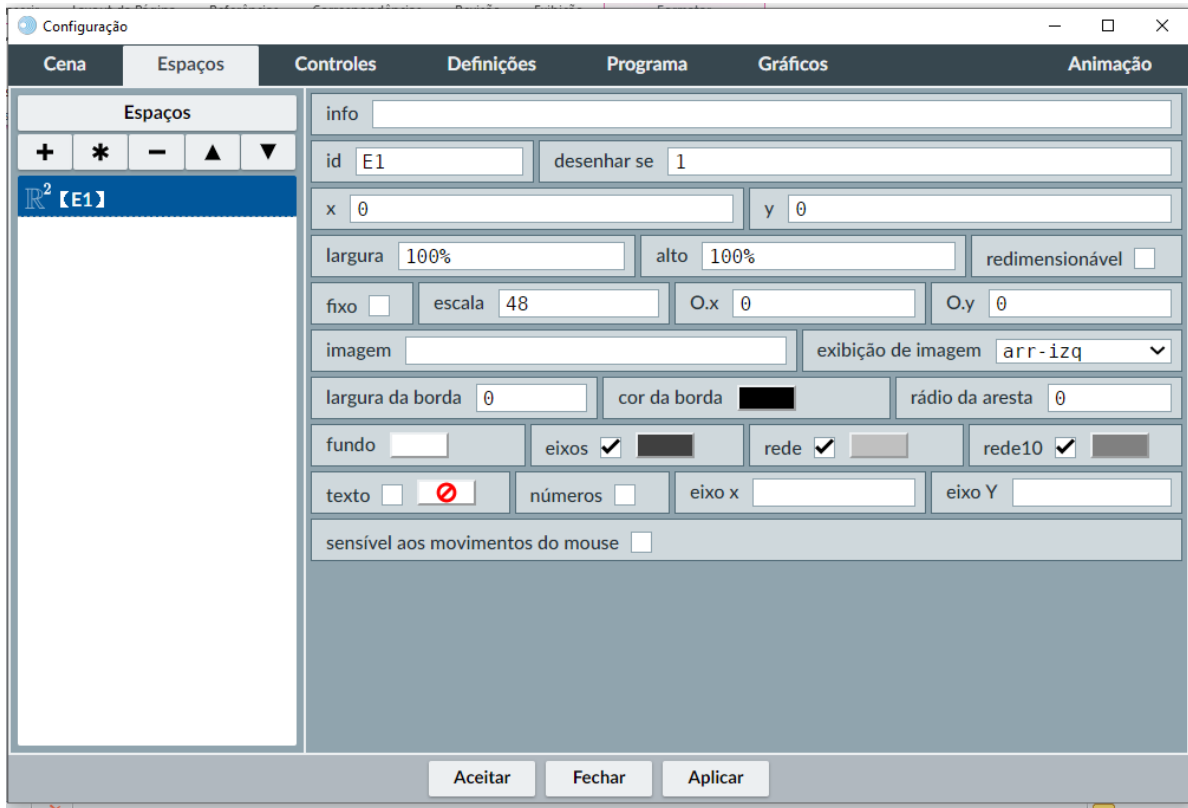 Configuração
Cena Espaços Controles Definições Programa Gráficos Animação
Espaços
+ * − ▲ ▼
ℝ² 【E1】
info
id E1 desenhar se 1
x 0 y 0
largura 100% alto 100% redimensionável
fixo escala 48 O.x 0 O.y 0
imagem exibição de imagem arr-izq
largura da borda 0 cor da borda rádio da aresta 0
fundo eixos rede rede10
texto números eixo x eixo Y
sensível aos movimentos do mouse
Aceitar Fechar Aplicar